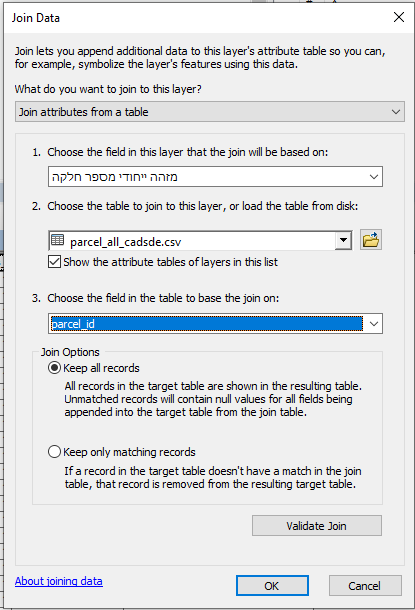 Join Data
Join lets you append additional data to this layer's attribute table so you can,
for example, symbolize the layer's features using this data.
What do you want to join to this layer?
Join attributes from a table
1. Choose the field in this layer that the join will be based on:
מזהה ייחודי מספר חלקה
2. Choose the table to join to this layer, or load the table from disk:
parcel_all_cadsde.csv
Show the attribute tables of layers in this list
3. Choose the field in the table to base the join on:
parcel_id
Join Options
Keep all records
All records in the target table are shown in the resulting table.
Unmatched records will contain null values for all fields being
appended into the target table from the join table.
Keep only matching records
If a record in the target table doesn't have a match in the join
table, that record is removed from the resulting target table.
Validate Join
About joining data
OK
Cancel